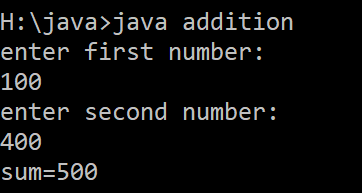 H:\java>java addition
enter first number:
100
enter second number:
400
sum=500